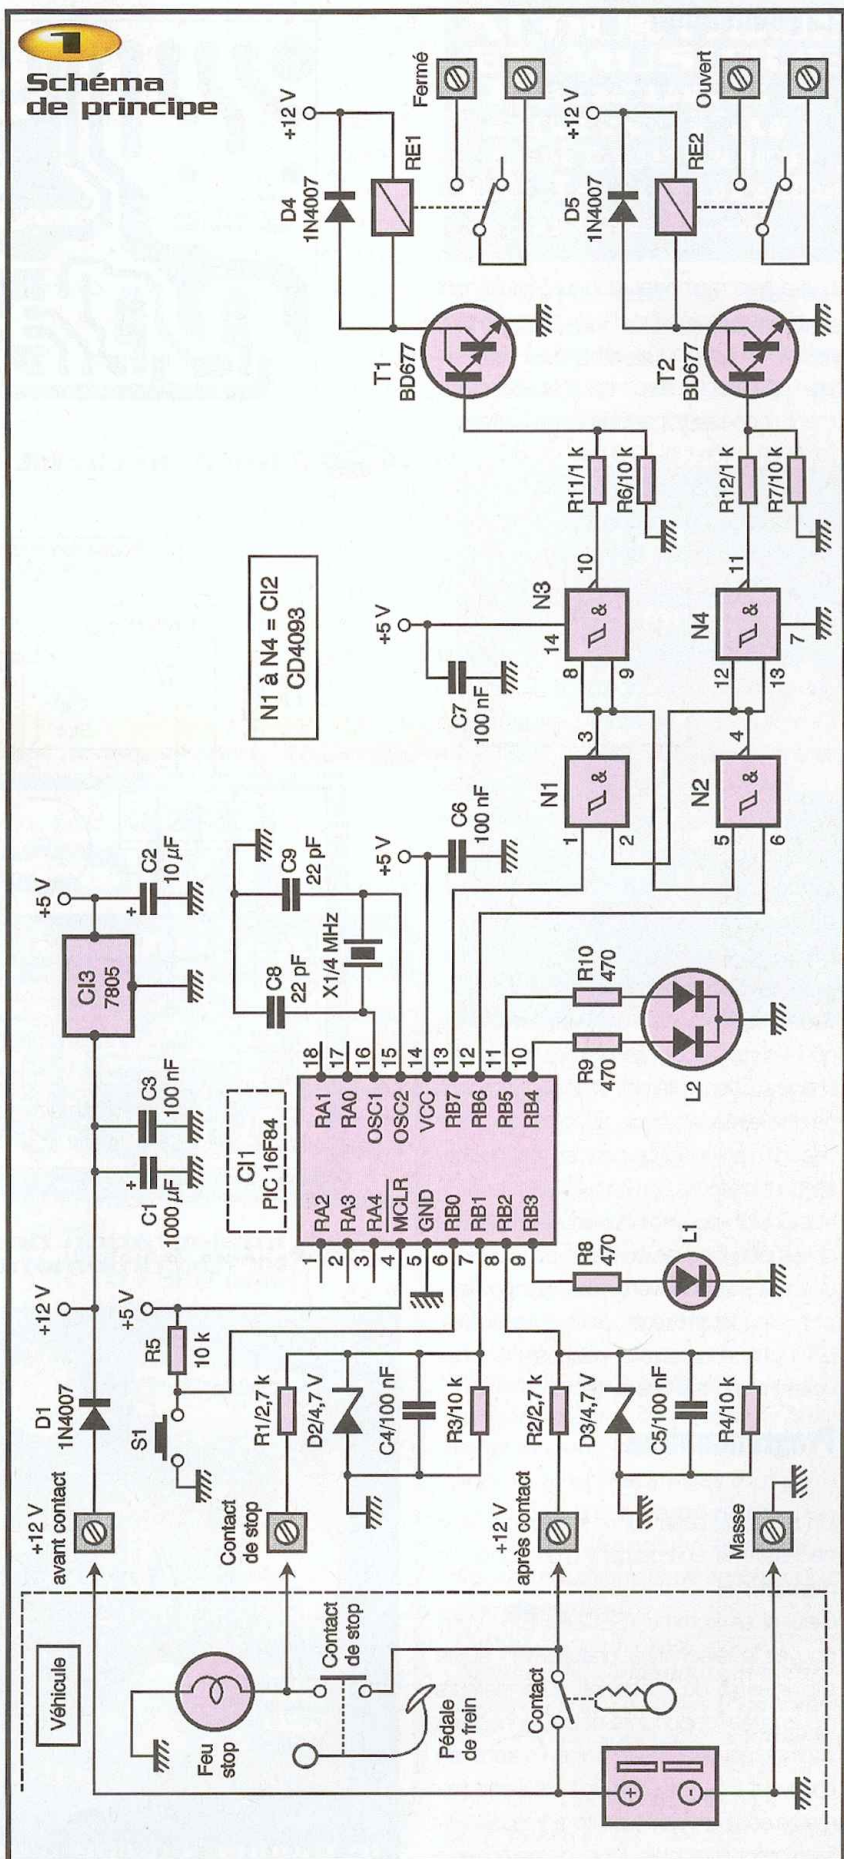 1
Schéma
de principe
Véhicule
Feu
stop
Contact
de stop
Pédale
de frein
Contact
+
-
+12 V
avant contact
Contact
de stop
+12 V
après contact
Masse
D1
1N4007
+12 V
S1
R5
10 k
+5 V
R1/2,7 k
D2/4,7 V
C4/100 nF
R3/10 k
R2/2,7 k
D3/4,7 V
C5/100 nF
R4/10 k
+
C1
1000 µF
C3
100 nF
CI3
7805
+5 V
+
C2
10 µF
CI1
PIC 16F84
1
2
3
4
5
6
7
8
9
RA2
RA3
RA4
MCLR
GND
RB0
RB1
RB2
RB3
RA1
RA0
OSC1
OSC2
VCC
RB7
RB6
RB5
RB4
18
17
16
15
14
13
12
11
10
R8
470
L1
R9
470
R10
470
L2
C8
22 pF
C9
22 pF
X1/4 MHz
+5 V
C6
100 nF
N1 à N4 = CI2
CD4093
N1
1
2
3
&
N2
5
6
4
&
+5 V
C7
100 nF
N3
14
8
9
10
&
N4
12
13
11
7
&
R11/1 k
R6/10 k
R12/1 k
R7/10 k
T1
BD677
T2
BD677
D4
1N4007
+12 V
RE1
Fermé
D5
1N4007
+12 V
RE2
Ouvert